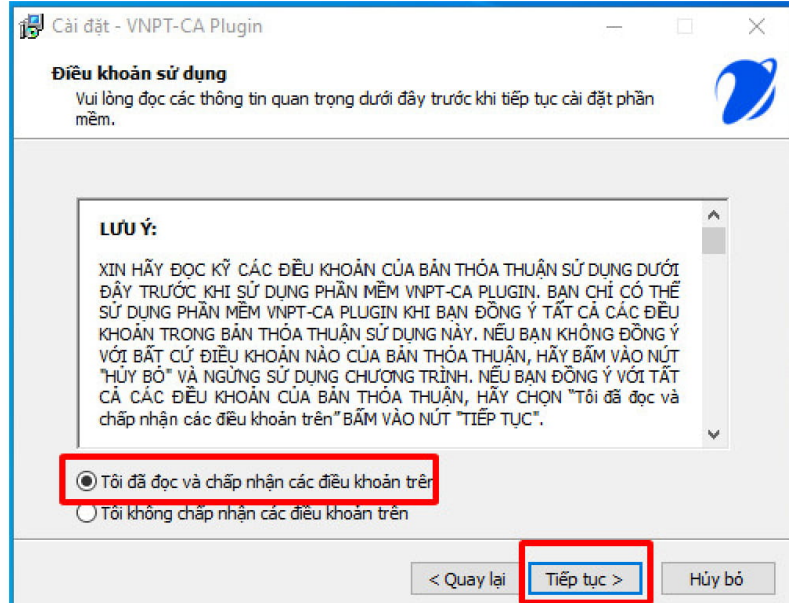 Cài đặt - VNPT-CA Plugin
Điều khoản sử dụng
Vui lòng đọc các thông tin quan trọng dưới đây trước khi tiếp tục cài đặt phần
mềm.
LƯU Ý:
XIN HÃY ĐỌC KỸ CÁC ĐIỀU KHOẢN CỦA BẢN THỎA THUẬN SỬ DỤNG DƯỚI
ĐÂY TRƯỚC KHI SỬ DỤNG PHẦN MỀM VNPT-CA PLUGIN. BẠN CHỈ CÓ THỂ
SỬ DỤNG PHẦN MỀM VNPT-CA PLUGIN KHI BẠN ĐỒNG Ý TẤT CẢ CÁC ĐIỀU
KHOẢN TRONG BẢN THỎA THUẬN SỬ DỤNG NÀY. NẾU BẠN KHÔNG ĐỒNG Ý
VỚI BẤT CỨ ĐIỀU KHOẢN NÀO CỦA BẢN THỎA THUẬN, HÃY BẤM VÀO NÚT
"HỦY BỎ" VÀ NGỪNG SỬ DỤNG CHƯƠNG TRÌNH. NẾU BẠN ĐỒNG Ý VỚI TẤT
CẢ CÁC ĐIỀU KHOẢN CỦA BẢN THỎA THUẬN, HÃY CHỌN “Tôi đã đọc và
chấp nhận các điều khoản trên” BẤM VÀO NÚT "TIẾP TỤC".
Tôi đã đọc và chấp nhận các điều khoản trên
Tôi không chấp nhận các điều khoản trên
< Quay lại Tiếp tục > Hủy bỏ